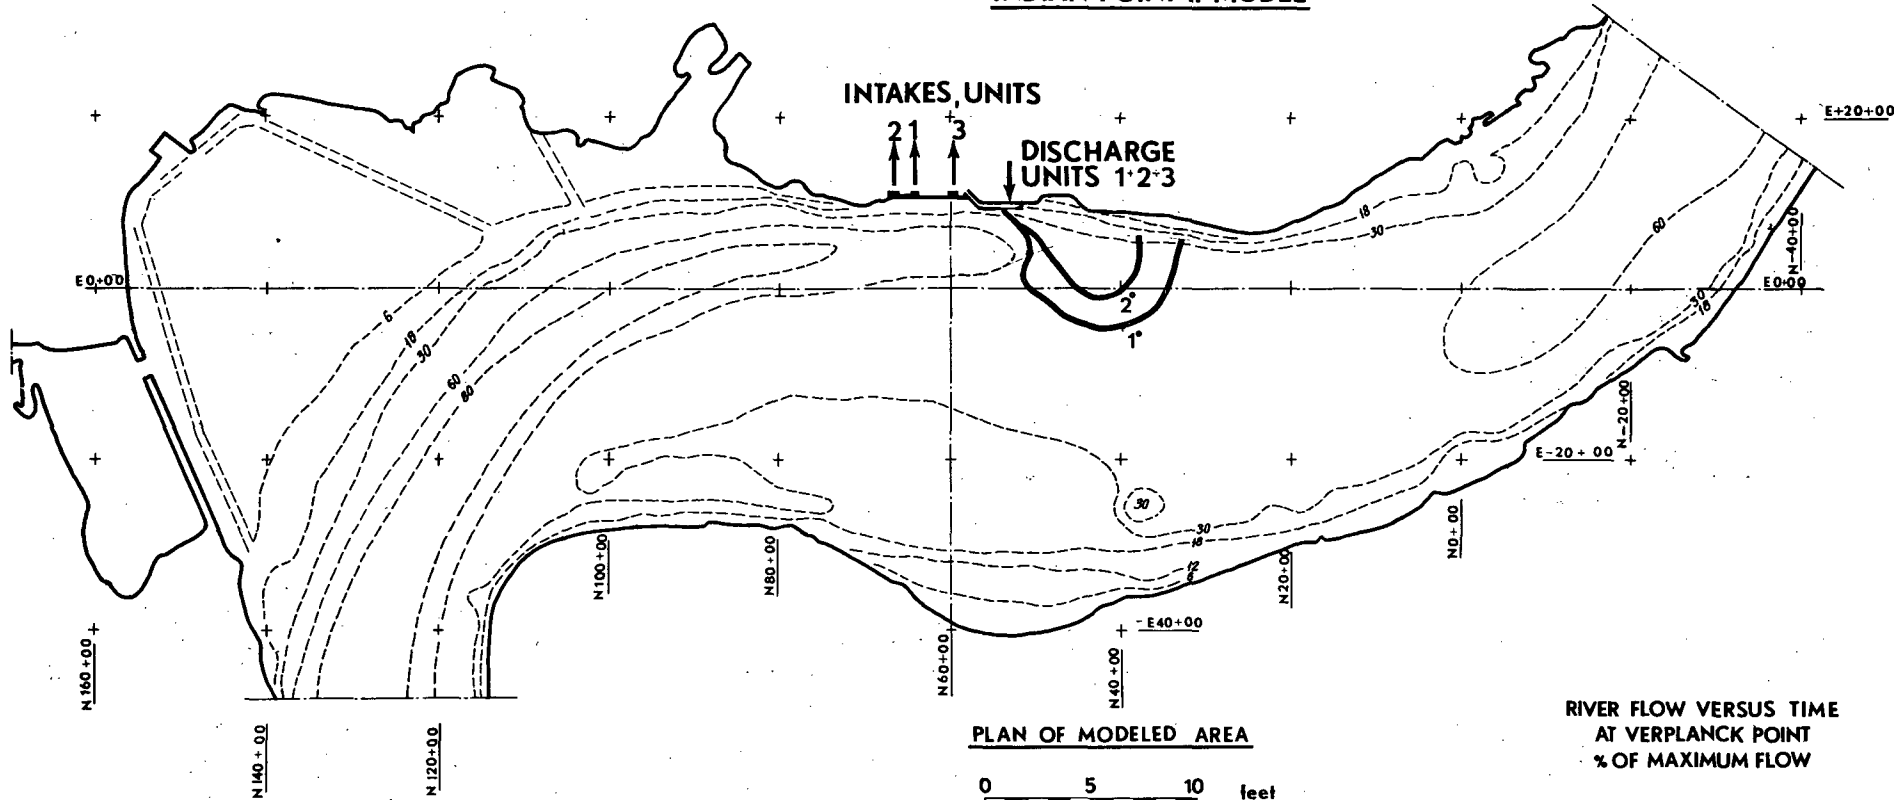 INTAKES, UNITS
2 1 3
DISCHARGE
UNITS 1+2+3
E+20+00
18
30
60
N-40+00
E 0+00
E 0+00
2°
1°
30
18
6
18
30
60
80
N-20+00
E-20+00
30
30
18
12
6
N0+00
N20+00
N100+00
N80+00
-E40+00
N60+00
N40+00
N160+00
N140+00
N120+00
PLAN OF MODELED AREA
0 5 10 feet
RIVER FLOW VERSUS TIME
AT VERPLANCK POINT
% OF MAXIMUM FLOW